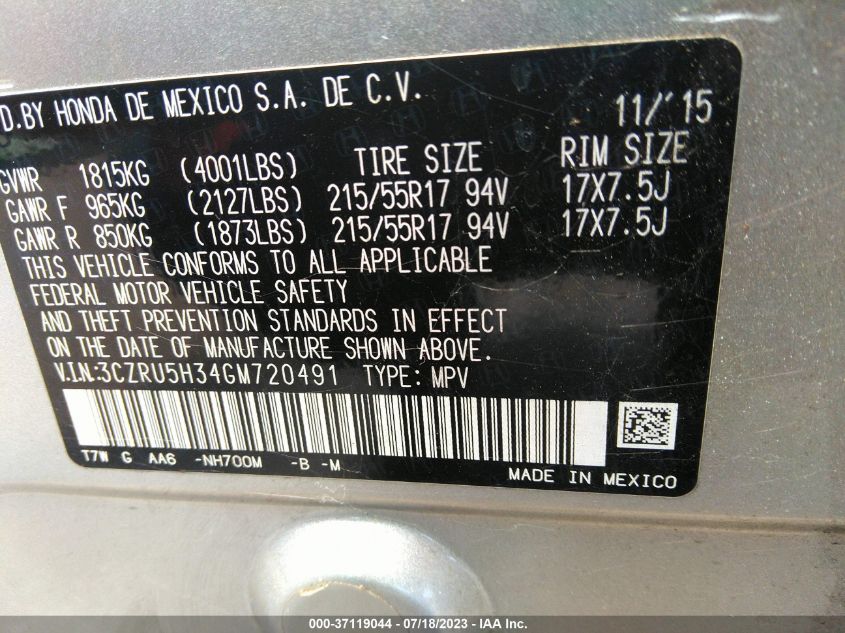 D.BY HONDA DE MEXICO S.A. DE C.V. 11/'15
GVWR 1815KG (4001LBS) TIRE SIZE RIM SIZE
GAWR F 965KG (2127LBS) 215/55R17 94V 17X7.5J
GAWR R 850KG (1873LBS) 215/55R17 94V 17X7.5J
THIS VEHICLE CONFORMS TO ALL APPLICABLE
FEDERAL MOTOR VEHICLE SAFETY
AND THEFT PREVENTION STANDARDS IN EFFECT
ON THE DATE OF MANUFACTURE SHOWN ABOVE.
V.I.N:3CZRU5H34GM720491 TYPE: MPV
T7W G AA6 -NH700M -B -M
MADE IN MEXICO
000-37119044 - 07/18/2023 - IAAI.COM